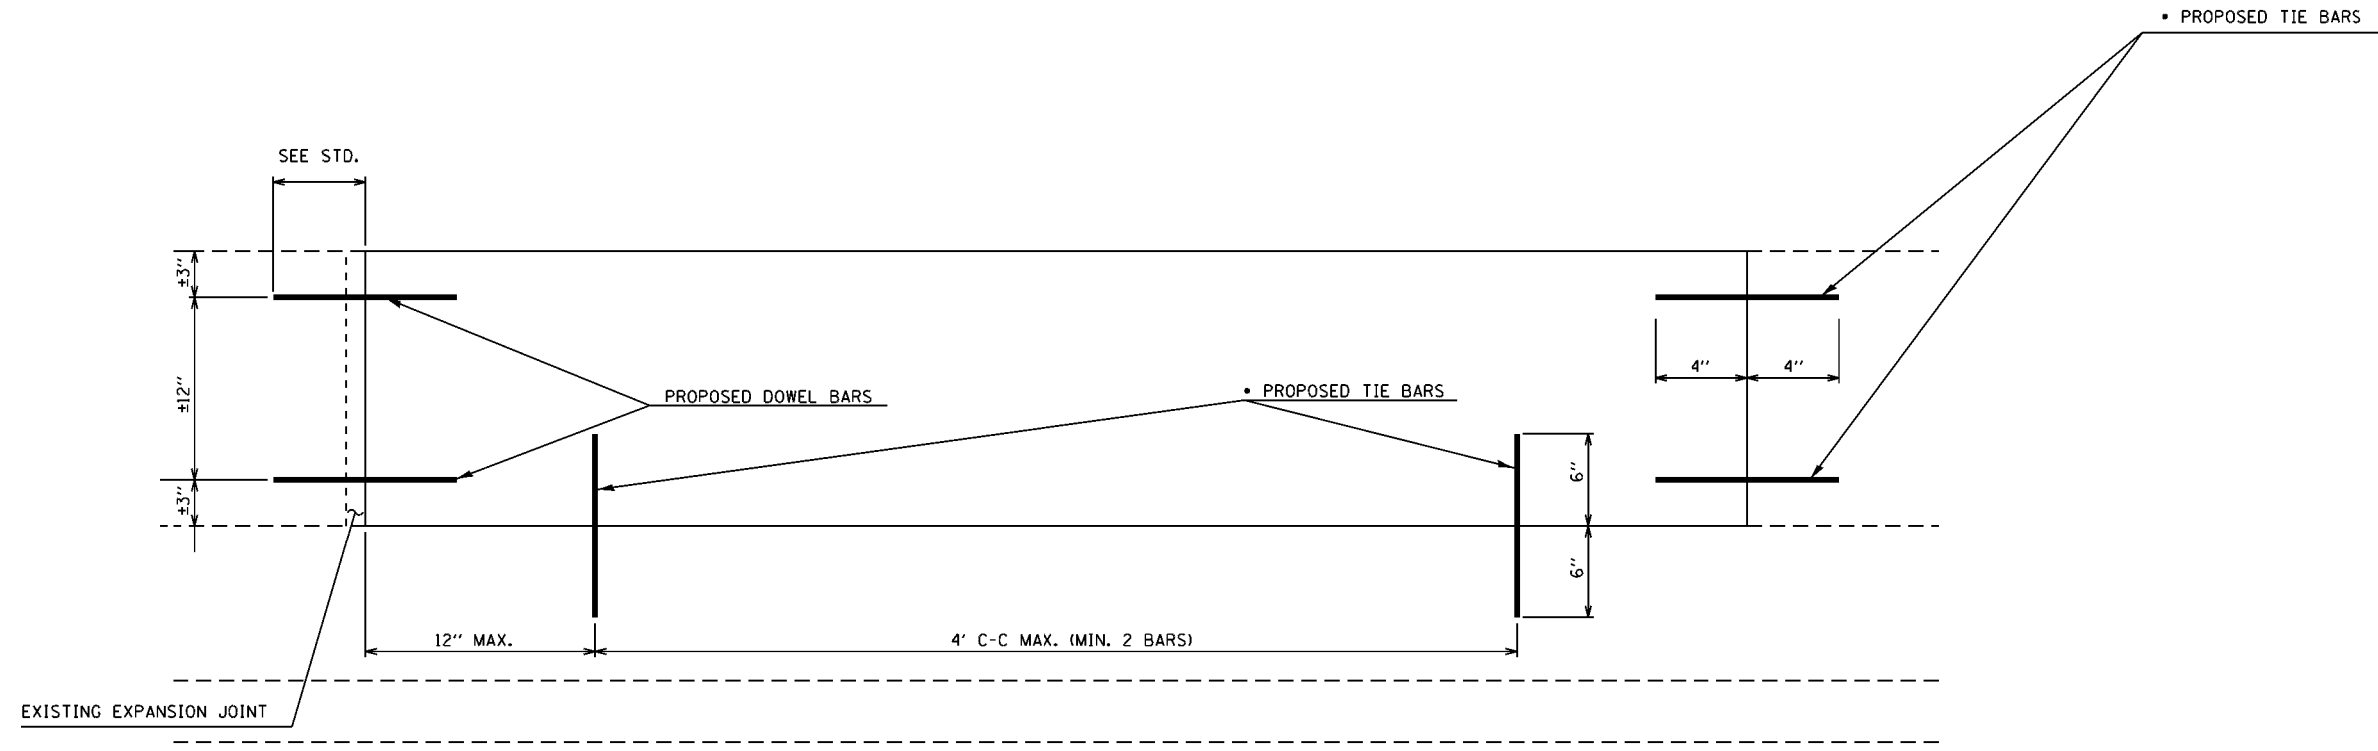 • PROPOSED TIE BARS
SEE STD.
±3''
±12''
±3''
4'' 4''
PROPOSED DOWEL BARS
• PROPOSED TIE BARS
6''
6''
12'' MAX.
4' C-C MAX. (MIN. 2 BARS)
EXISTING EXPANSION JOINT